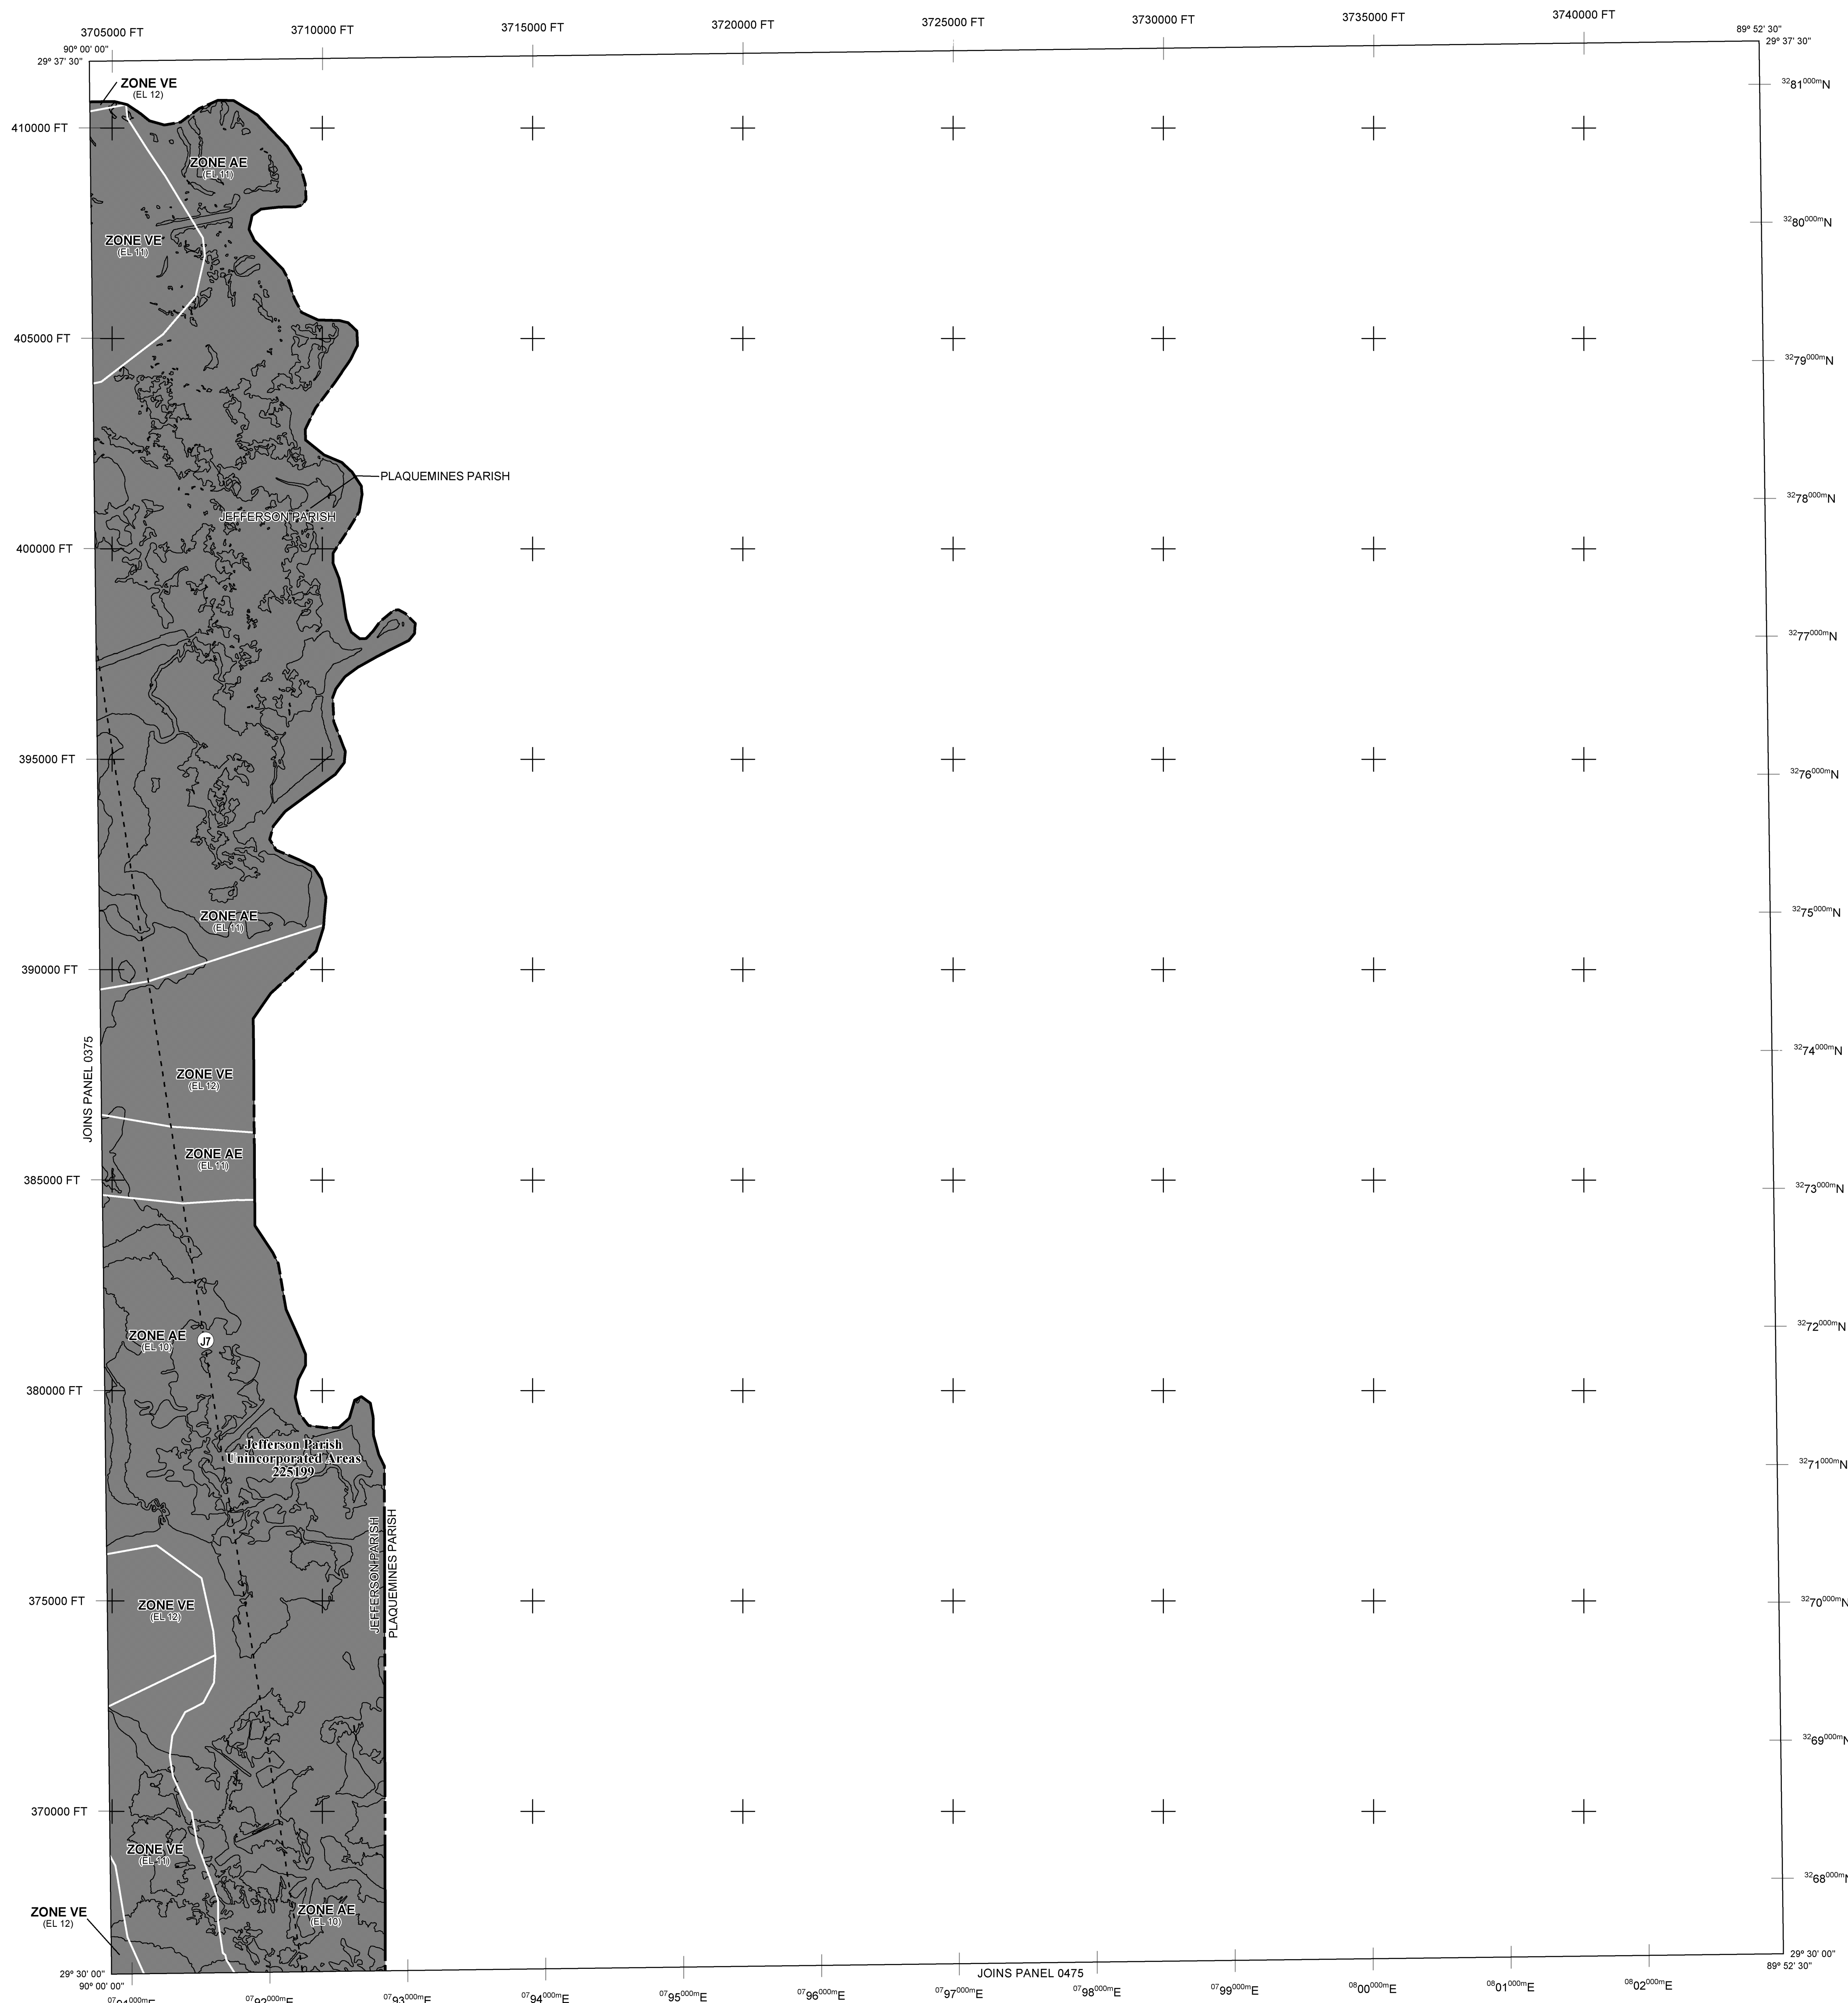 3705000 FT
3710000 FT
3715000 FT
3720000 FT
3725000 FT
3730000 FT
3735000 FT
3740000 FT
90° 00' 00"
29° 37' 30"
89° 52' 30"
29° 37' 30"
ZONE VE
(EL 12)
3281000mN
410000 FT
ZONE AE
(EL 11)
3280000mN
ZONE VE
(EL 11)
405000 FT
3279000mN
PLAQUEMINES PARISH
JEFFERSON PARISH
3278000mN
400000 FT
3277000mN
395000 FT
3276000mN
ZONE AE
(EL 11)
3275000mN
390000 FT
JOINS PANEL 0375
3274000mN
ZONE VE
(EL 12)
ZONE AE
(EL 11)
385000 FT
3273000mN
ZONE AE
(EL 10)
J7
3272000mN
380000 FT
Jefferson Parish
Unincorporated Areas
225199
3271000mN
JEFFERSON PARISH
PLAQUEMINES PARISH
375000 FT
ZONE VE
(EL 12)
3270000mN
3269000mN
370000 FT
ZONE VE
(EL 11)
3268000mN
ZONE VE
(EL 12)
ZONE AE
(EL 10)
29° 30' 00"
90° 00' 00"
JOINS PANEL 0475
29° 30' 00"
89° 52' 30"
0791000mE
0792000mE
0793000mE
0794000mE
0795000mE
0796000mE
0797000mE
0798000mE
0799000mE
0800000mE
0801000mE
0802000mE